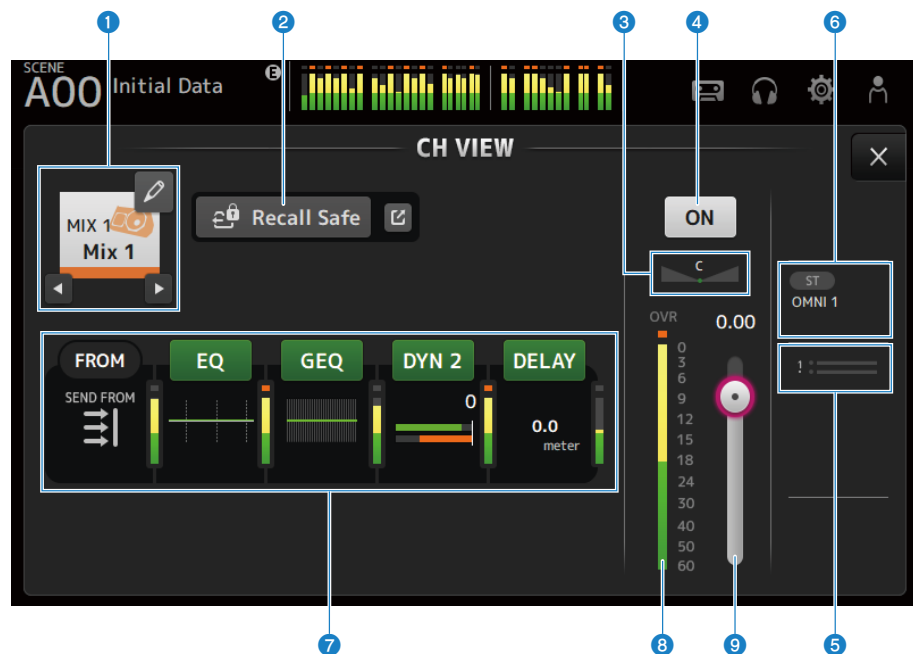 1 2 3 4 6
SCENE
A00 Initial Data E
CH VIEW
MIX 1
Mix 1
Recall Safe
ON
C
ST
OMNI 1
OVR 0.00
0
3
6
9
12
15
18
24
30
40
50
60
!
FROM EQ GEQ DYN 2 DELAY
SEND FROM
0
0.0
meter
7 8 9 5